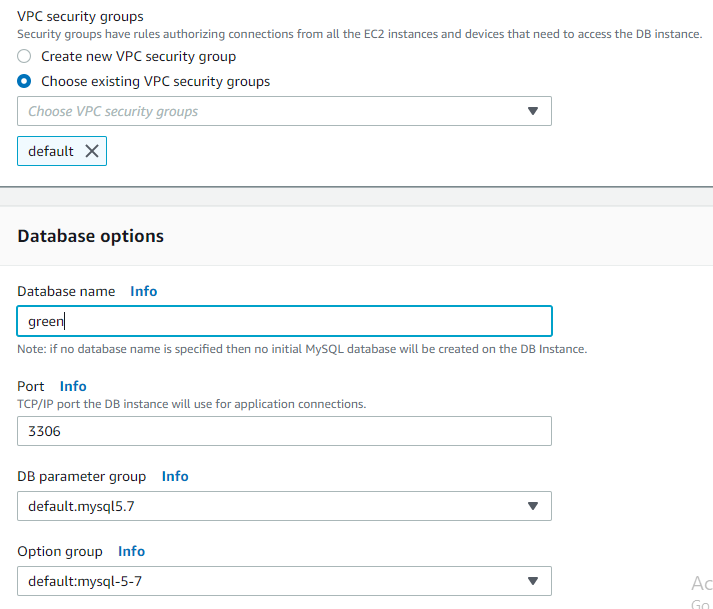 VPC security groups
Security groups have rules authorizing connections from all the EC2 instances and devices that need to access the DB instance.
Create new VPC security group
Choose existing VPC security groups
Choose VPC security groups
default
Database options
Database name Info
green
Note: if no database name is specified then no initial MySQL database will be created on the DB Instance.
Port Info
TCP/IP port the DB instance will use for application connections.
3306
DB parameter group Info
default.mysql5.7
Option group Info
default:mysql-5-7
Ac
Go